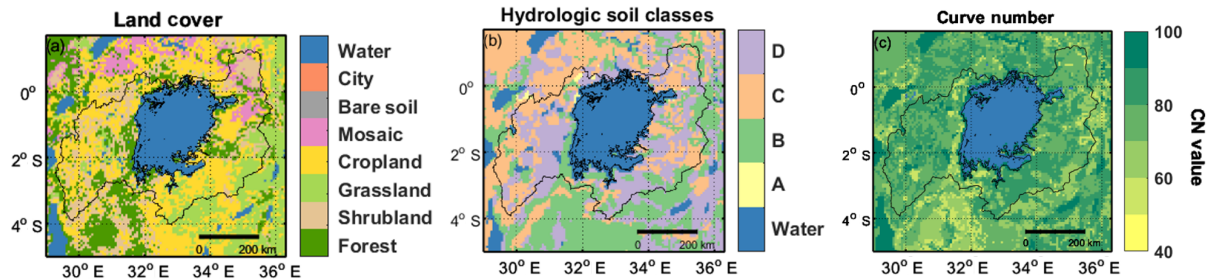 Land cover
(a)
0° 
2° S
4° S
30° E 32° E 34° E 36° E
0 200 km
Water
City
Bare soil
Mosaic
Cropland
Grassland
Shrubland
Forest
Hydrologic soil classes
(b)
0°
2° S
4° S
30° E 32° E 34° E 36° E
0 200 km
D
C
B
A
Water
Curve number
(c)
0°
2° S
4° S
30° E 32° E 34° E 36° E
0 200 km
100
80
60
40
CN value